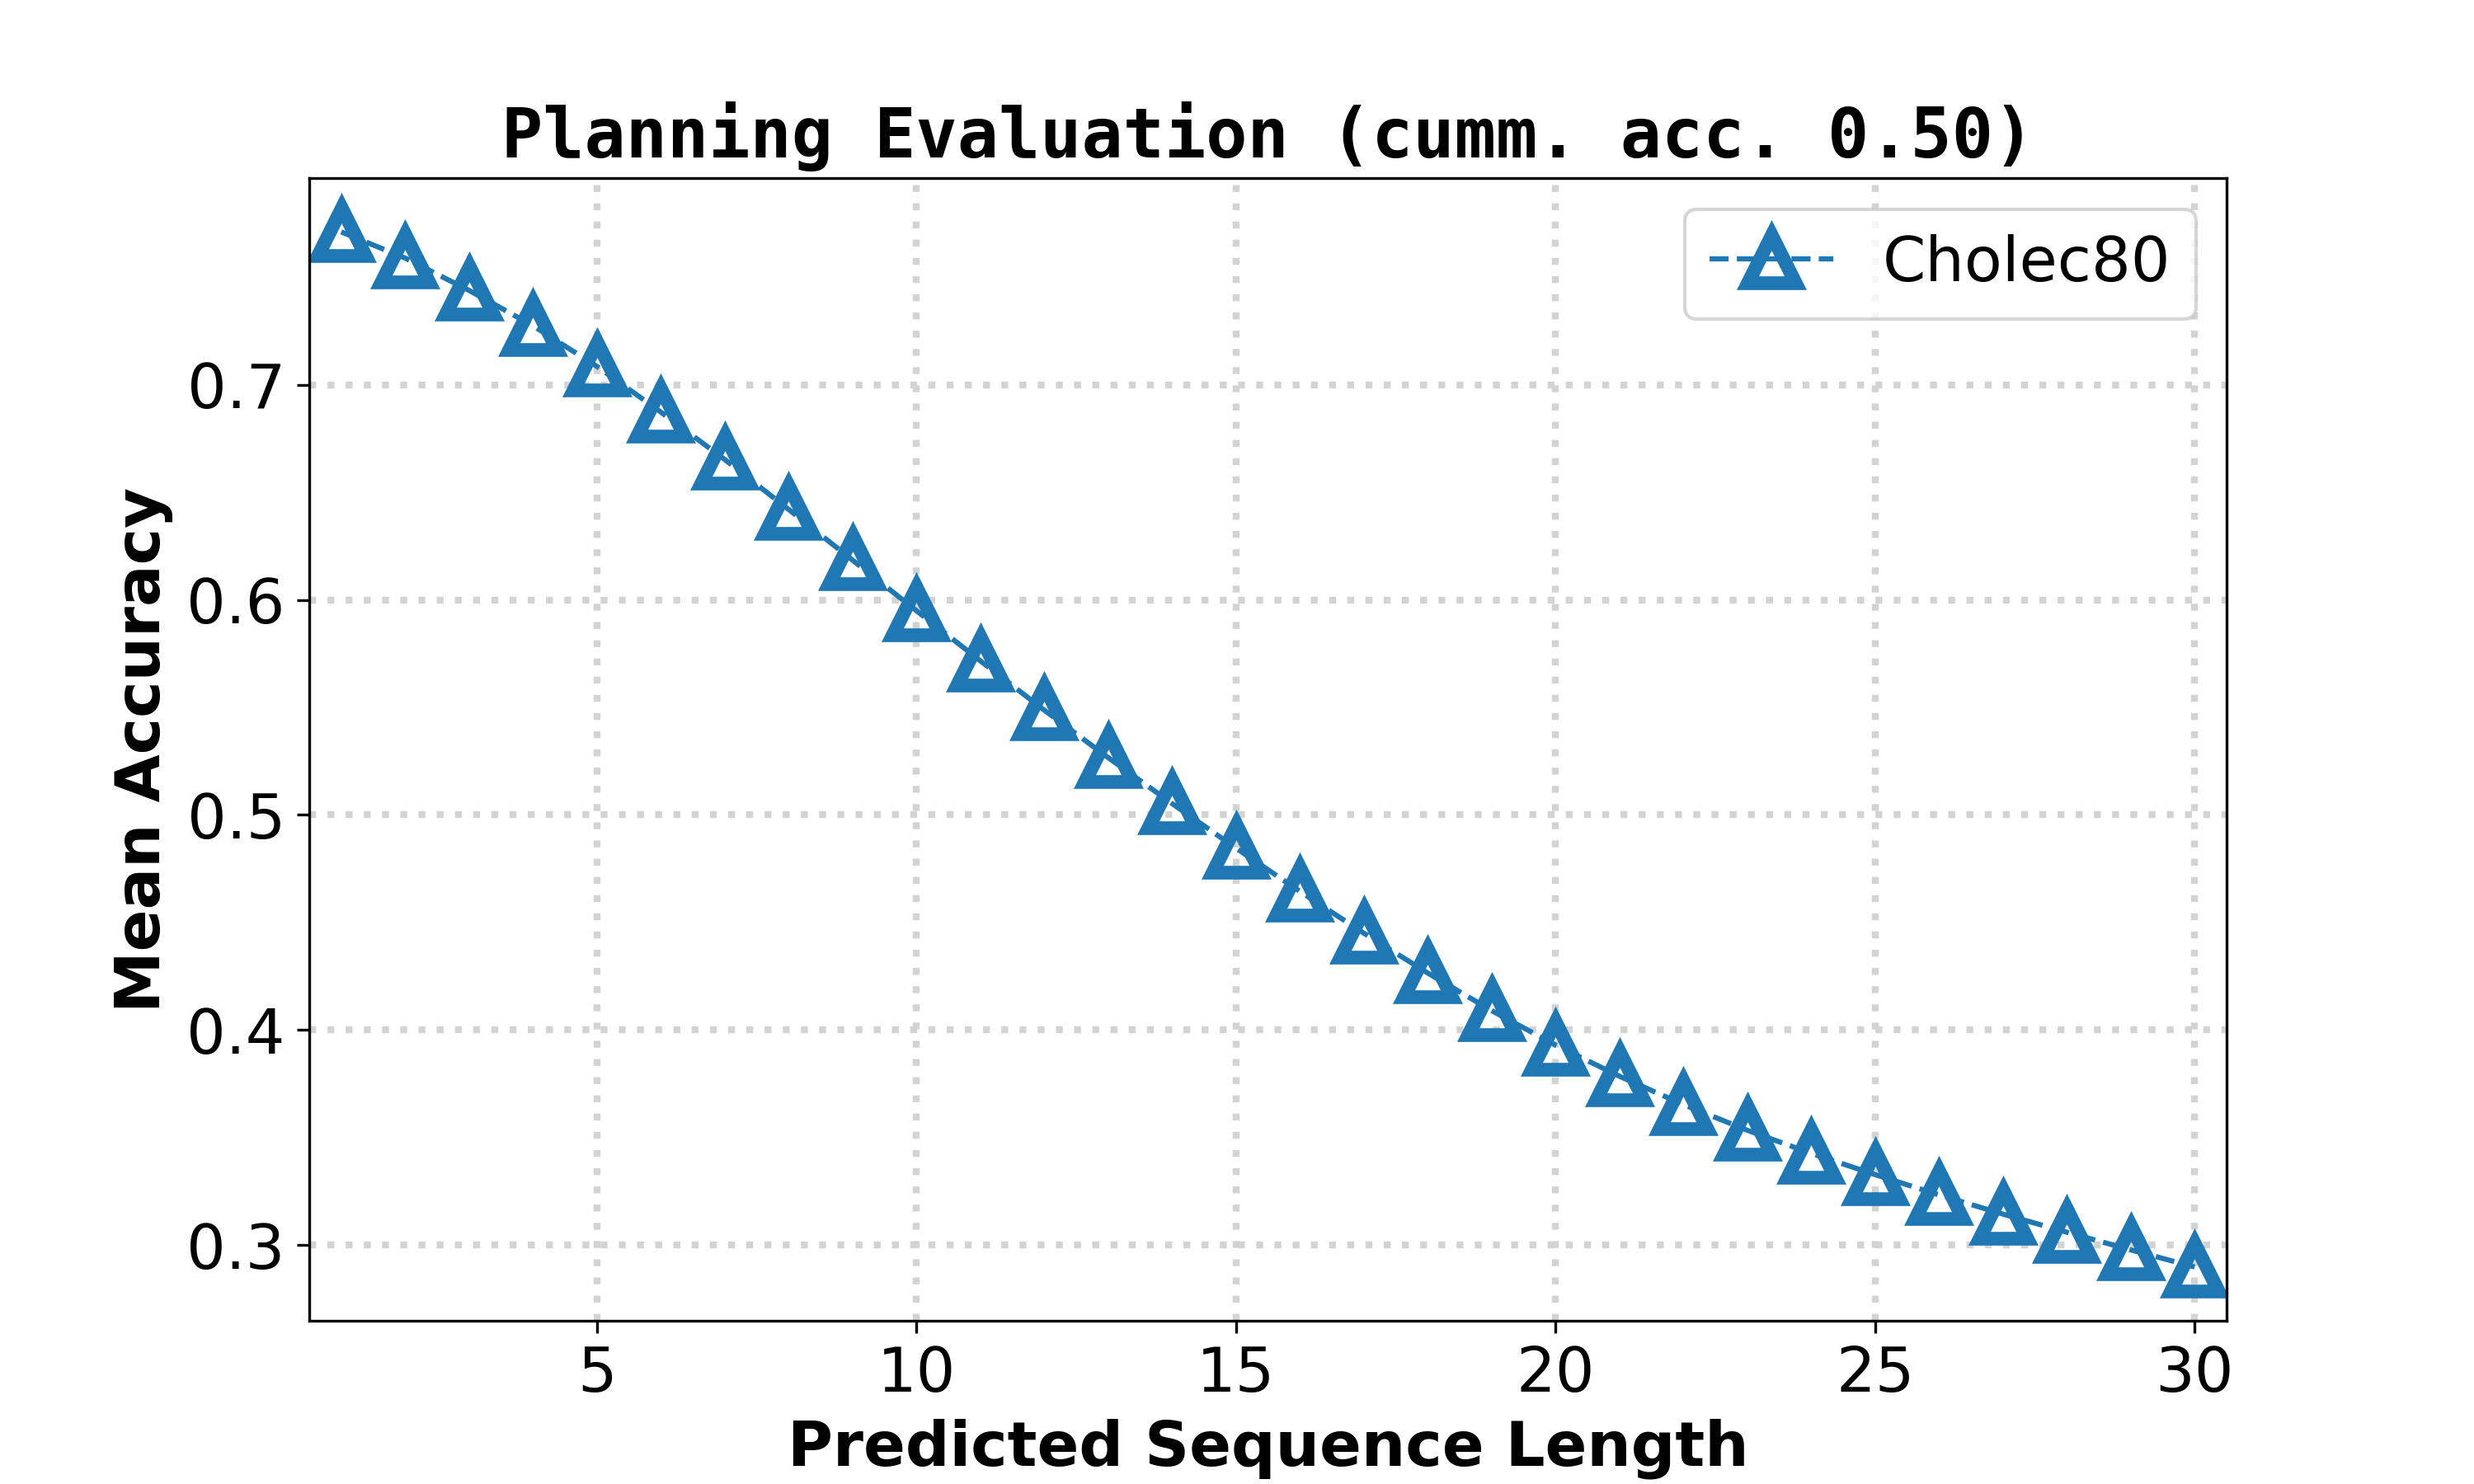 Planning Evaluation (cumm. acc. 0.50)
Cholec80
Mean Accuracy
0.7
0.6
0.5
0.4
0.3
5 10 15 20 25 30
Predicted Sequence Length